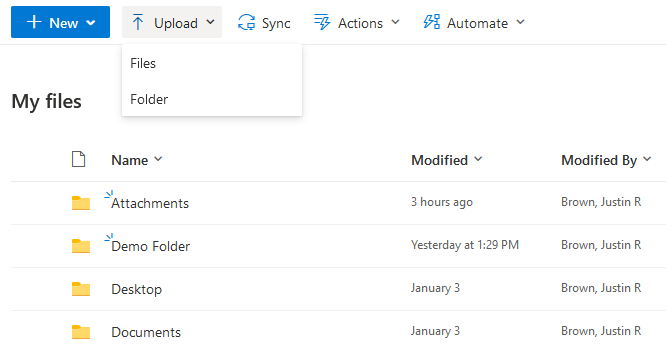 New Upload Sync Actions Automate
Files
Folder
My files
Name Modified Modified By
Attachments 3 hours ago Brown, Justin R
Demo Folder Yesterday at 1:29 PM Brown, Justin R
Desktop January 3 Brown, Justin R
Documents January 3 Brown, Justin R